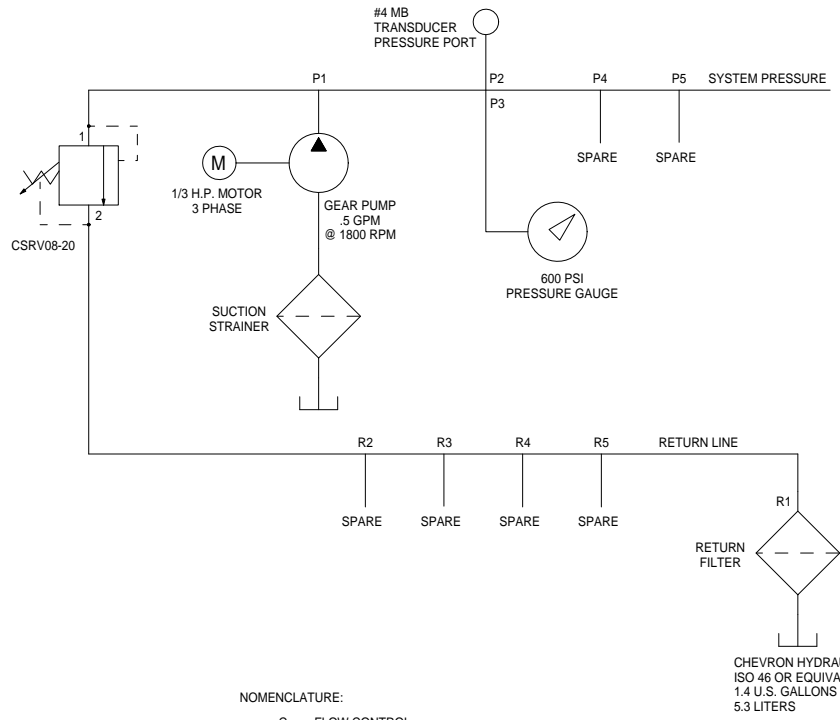 #4 MB
TRANSDUCER
PRESSURE PORT
P1
P2
P3
P4
P5
SYSTEM PRESSURE
SPARE
SPARE
1
2
CSRV08-20
M
1/3 H.P. MOTOR
3 PHASE
GEAR PUMP
.5 GPM
@ 1800 RPM
600 PSI
PRESSURE GAUGE
SUCTION
STRAINER
R2
R3
R4
R5
RETURN LINE
SPARE
SPARE
SPARE
SPARE
R1
RETURN
FILTER
CHEVRON
ISO 46 OR
1.4 U.S. GALLONS
5.3 LITERS
NOMENCLATURE: